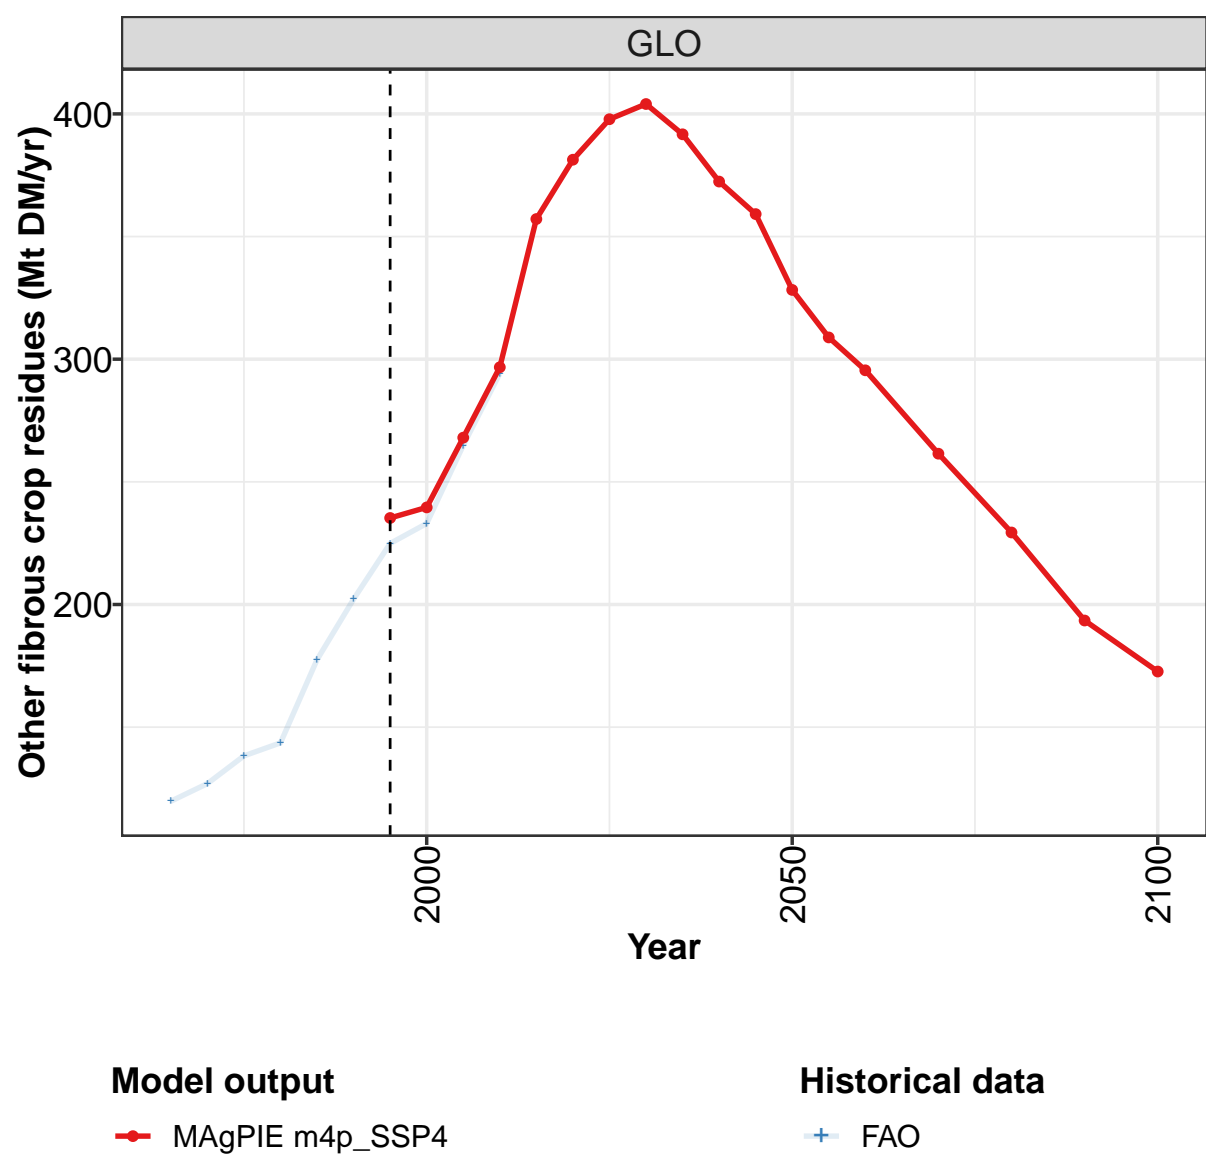 GLO
Other fibrous crop residues (Mt DM/yr)
400
300
200
2000
2050
2100
Year
Model output
MAgPIE m4p_SSP4
Historical data
FAO